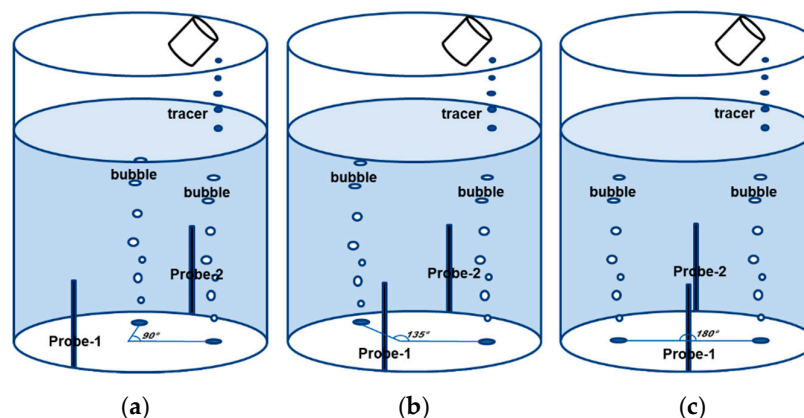 tracer
bubble
bubble
Probe-2
Probe-1
90°
(a)
tracer
bubble
bubble
Probe-2
135°
Probe-1
(b)
tracer
bubble
bubble
Probe-2
180°
Probe-1
(c)